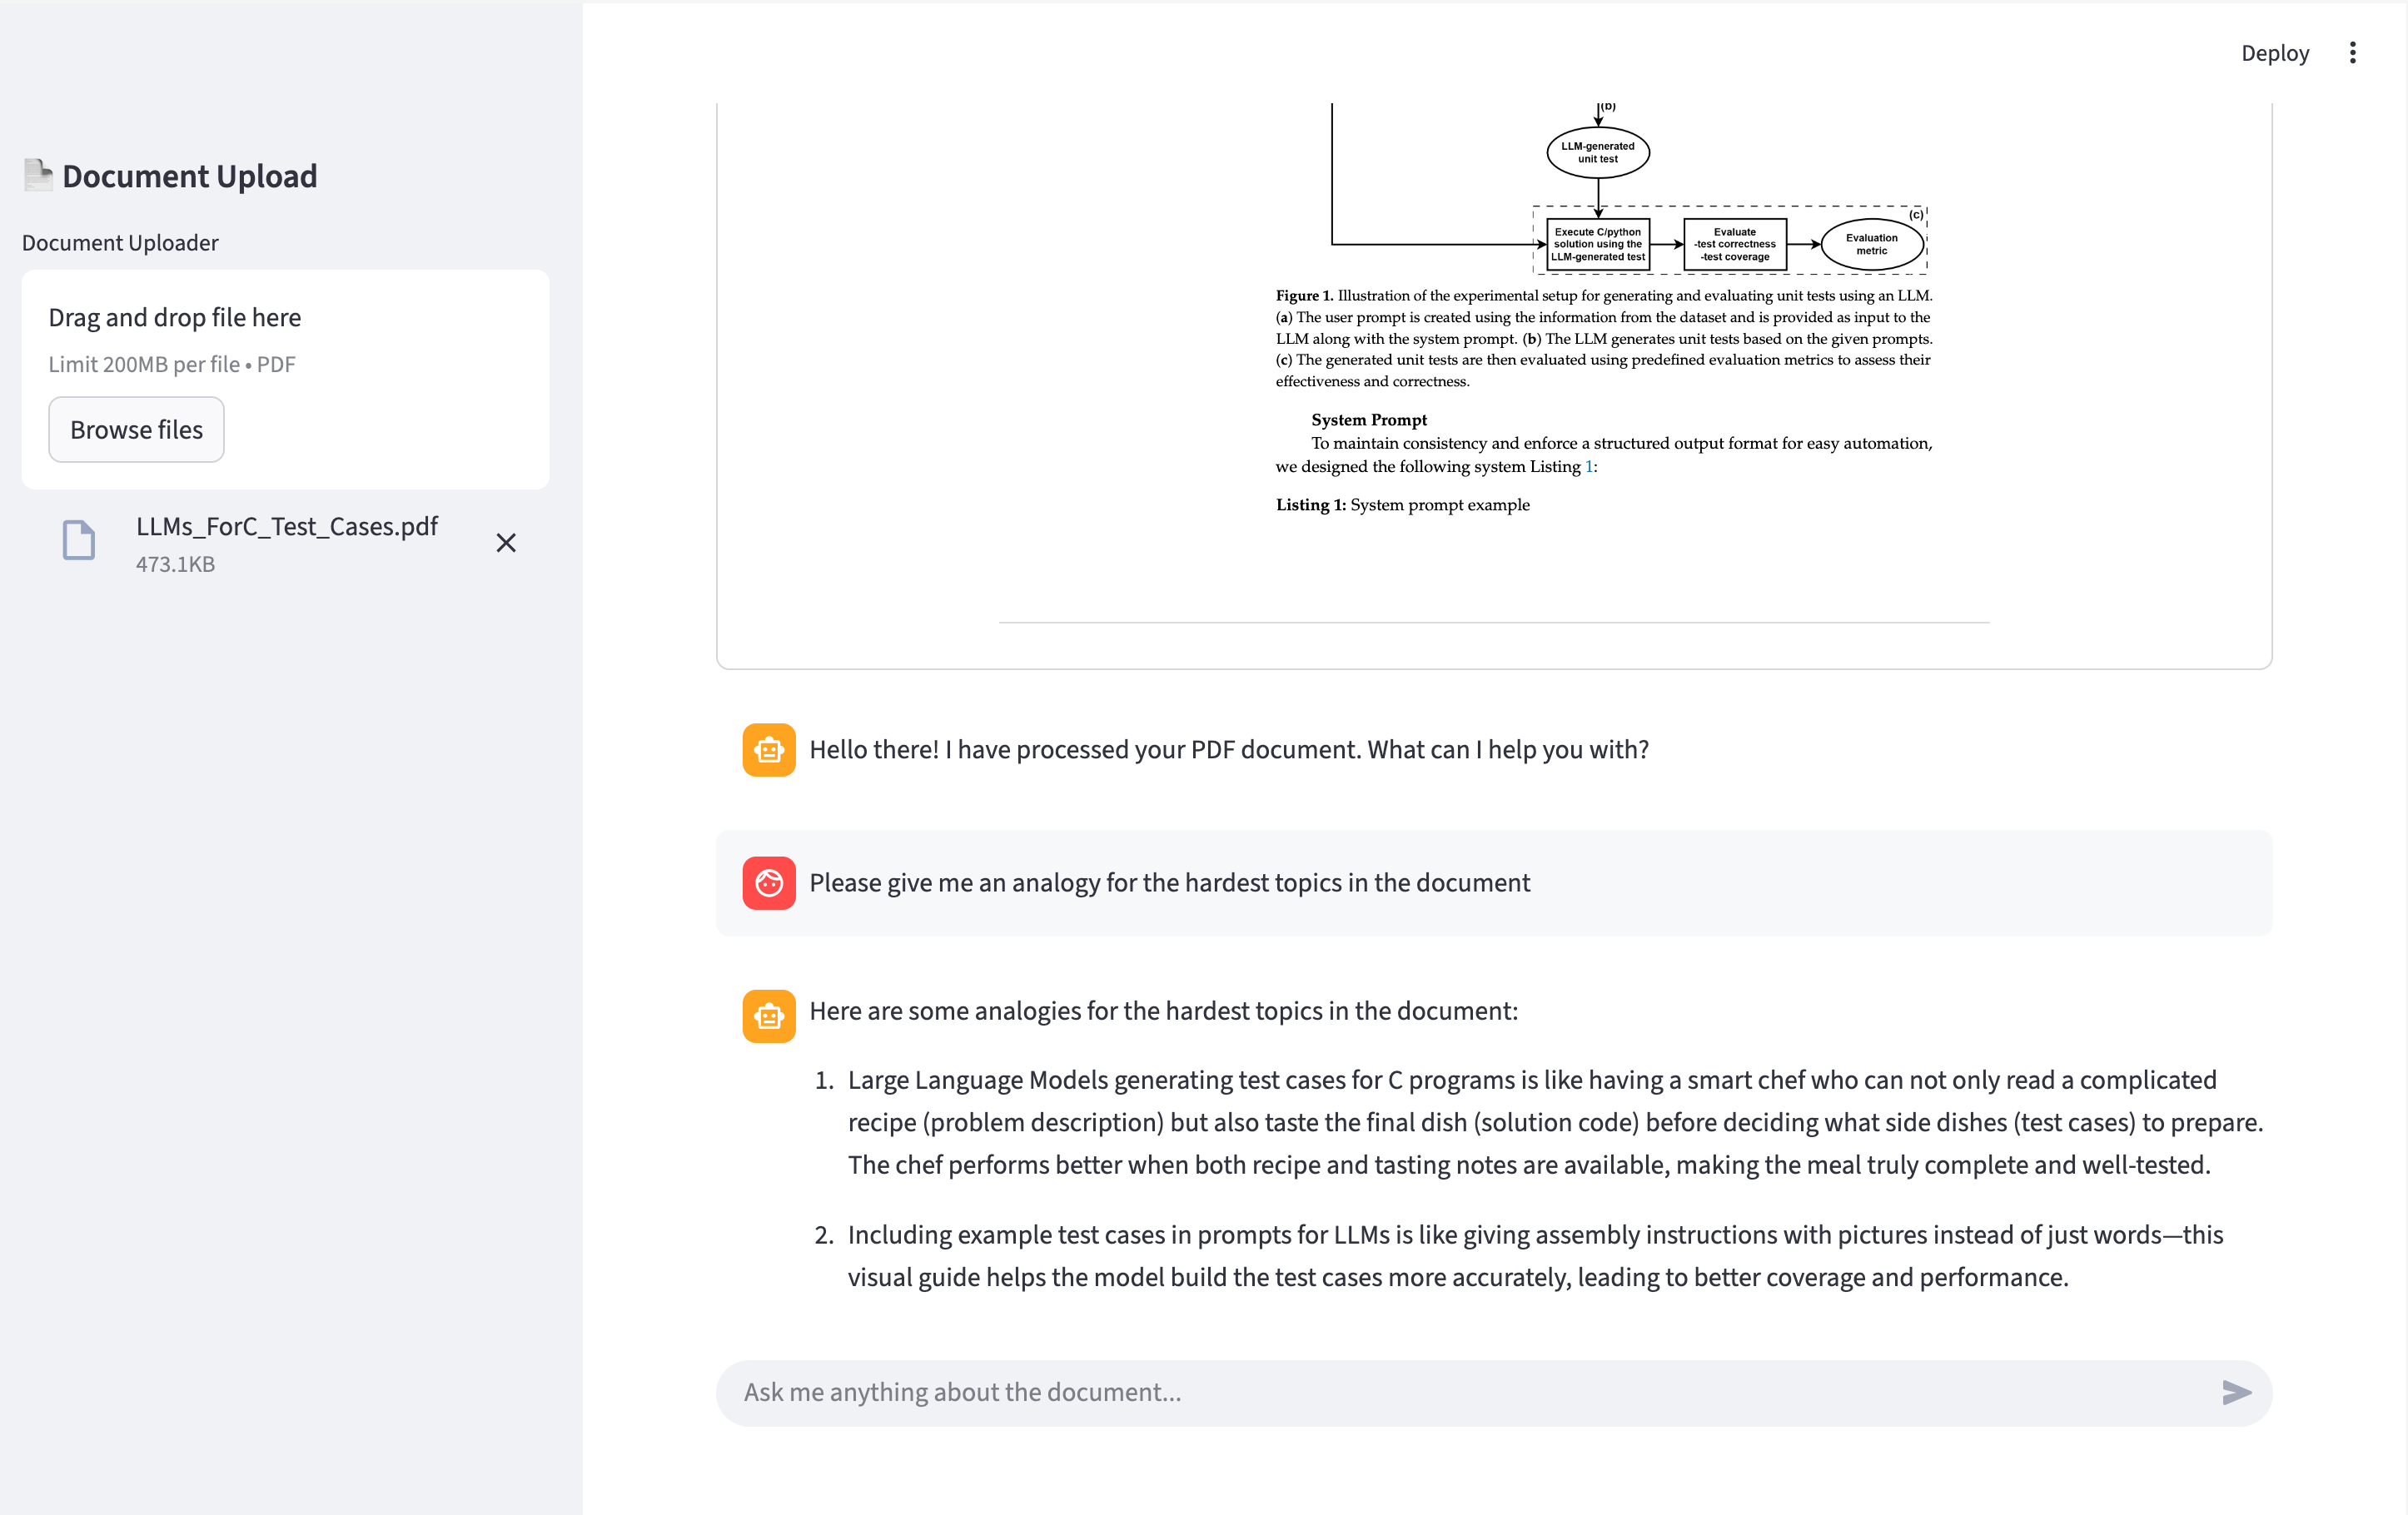 Deploy
Document Upload
Document Uploader
Drag and drop file here
Limit 200MB per file • PDF
Browse files
LLMs_ForC_Test_Cases.pdf
473.1KB
(b)
LLM-generated
unit test
(c)
Execute C/python
solution using the
LLM-generated test
Evaluate
-test correctness
-test coverage
Evaluation
metric
Figure 1. Illustration of the experimental setup for generating and evaluating unit tests using an LLM.
(a) The user prompt is created using the information from the dataset and is provided as input to the
LLM along with the system prompt. (b) The LLM generates unit tests based on the given prompts.
(c) The generated unit tests are then evaluated using predefined evaluation metrics to assess their
effectiveness and correctness.
System Prompt
To maintain consistency and enforce a structured output format for easy automation,
we designed the following system Listing 1:
Listing 1: System prompt example
Hello there! I have processed your PDF document. What can I help you with?
Please give me an analogy for the hardest topics in the document
Here are some analogies for the hardest topics in the document:
1. Large Language Models generating test cases for C programs is like having a smart chef who can not only read a complicated
recipe (problem description) but also taste the final dish (solution code) before deciding what side dishes (test cases) to prepare.
The chef performs better when both recipe and tasting notes are available, making the meal truly complete and well-tested.
2. Including example test cases in prompts for LLMs is like giving assembly instructions with pictures instead of just words—this
visual guide helps the model build the test cases more accurately, leading to better coverage and performance.
Ask me anything about the document...